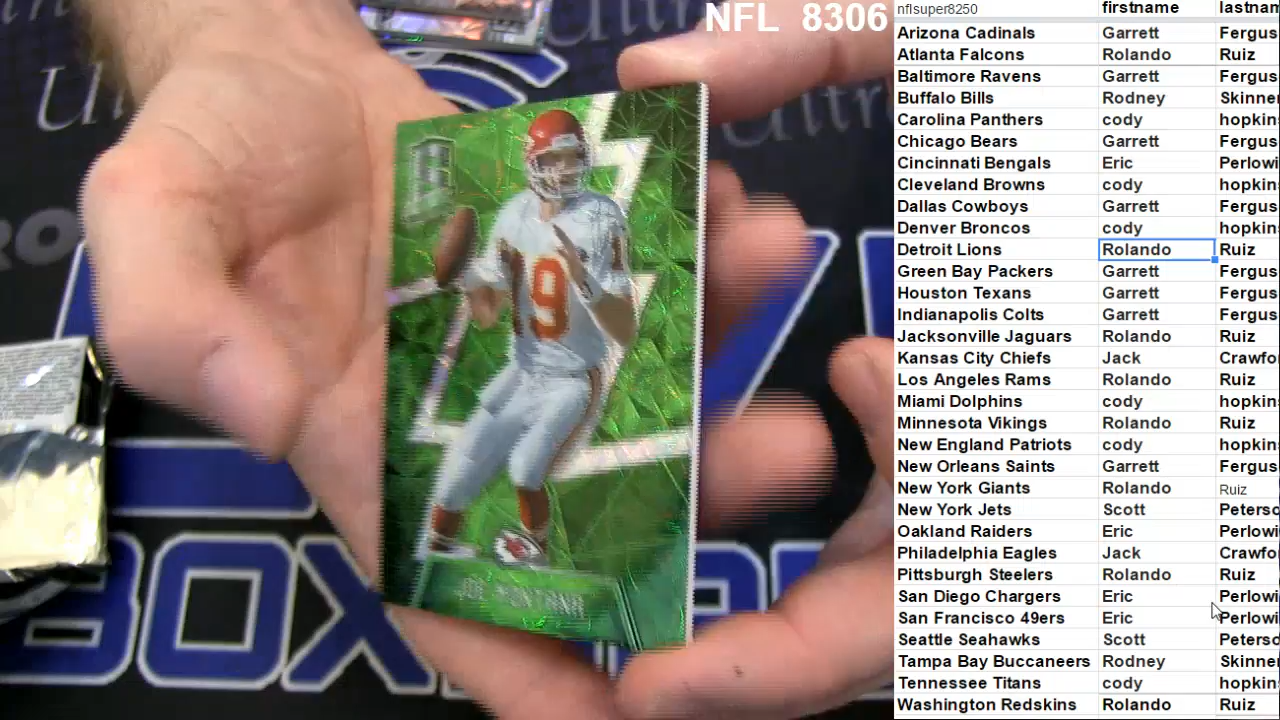 NFL 8306
nflsuper8250 firstname lastnam
Arizona Cadinals Garrett Fergus
Atlanta Falcons Rolando Ruiz
Baltimore Ravens Garrett Fergus
Buffalo Bills Rodney Skinner
Carolina Panthers cody hopkins
Chicago Bears Garrett Fergus
Cincinnati Bengals Eric Perlowi
Cleveland Browns cody hopkins
Dallas Cowboys Garrett Fergus
Denver Broncos cody hopkins
Detroit Lions Rolando Ruiz
Green Bay Packers Garrett Fergus
Houston Texans Garrett Fergus
Indianapolis Colts Garrett Fergus
Jacksonville Jaguars Rolando Ruiz
Kansas City Chiefs Jack Crawfo
Los Angeles Rams Rolando Ruiz
Miami Dolphins cody hopkins
Minnesota Vikings Rolando Ruiz
New England Patriots cody hopkins
New Orleans Saints Garrett Fergus
New York Giants Rolando Ruiz
New York Jets Scott Peterso
Oakland Raiders Eric Perlowi
Philadelphia Eagles Jack Crawfo
Pittsburgh Steelers Rolando Ruiz
San Diego Chargers Eric Perlowi
San Francisco 49ers Eric Perlowi
Seattle Seahawks Scott Peterso
Tampa Bay Buccaneers Rodney Skinner
Tennessee Titans cody hopkins
Washington Redskins Rolando Ruiz
19
JOE MONTANA
BOX